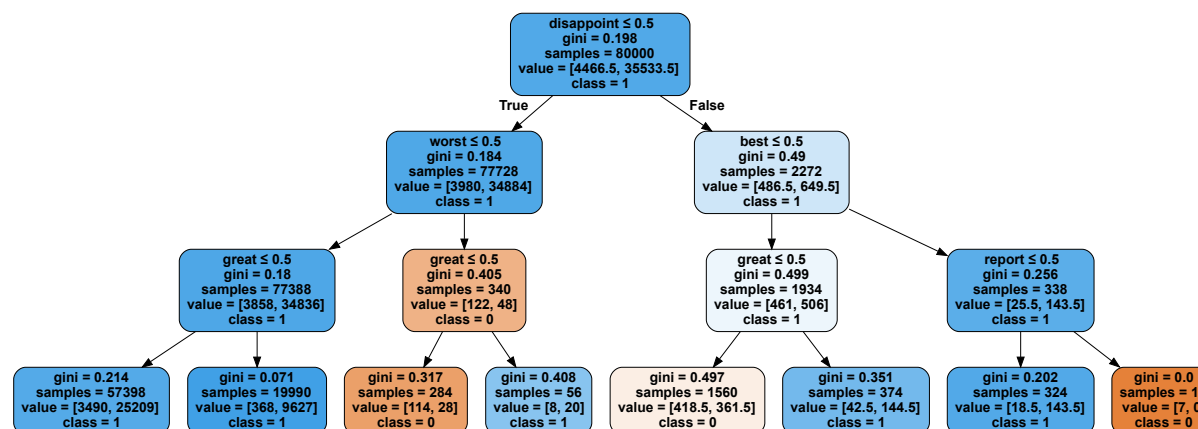 disappoint ≤ 0.5
gini = 0.198
samples = 80000
value = [4466.5, 35533.5]
class = 1
True
False
worst ≤ 0.5
gini = 0.184
samples = 77728
value = [3980, 34884]
class = 1
best ≤ 0.5
gini = 0.49
samples = 2272
value = [486.5, 649.5]
class = 1
great ≤ 0.5
gini = 0.18
samples = 77388
value = [3858, 34836]
class = 1
great ≤ 0.5
gini = 0.405
samples = 340
value = [122, 48]
class = 0
great ≤ 0.5
gini = 0.499
samples = 1934
value = [461, 506]
class = 1
report ≤ 0.5
gini = 0.256
samples = 338
value = [25.5, 143.5]
class = 1
gini = 0.214
samples = 57398
value = [3490, 25209]
class = 1
gini = 0.071
samples = 19990
value = [368, 9627]
class = 1
gini = 0.317
samples = 284
value = [114, 28]
class = 0
gini = 0.408
samples = 56
value = [8, 20]
class = 1
gini = 0.497
samples = 1560
value = [418.5, 361.5]
class = 0
gini = 0.351
samples = 374
value = [42.5, 144.5]
class = 1
gini = 0.202
samples = 324
value = [18.5, 143.5]
class = 1
gini = 0.0
samples = 1
value = [7, 0
class = 0